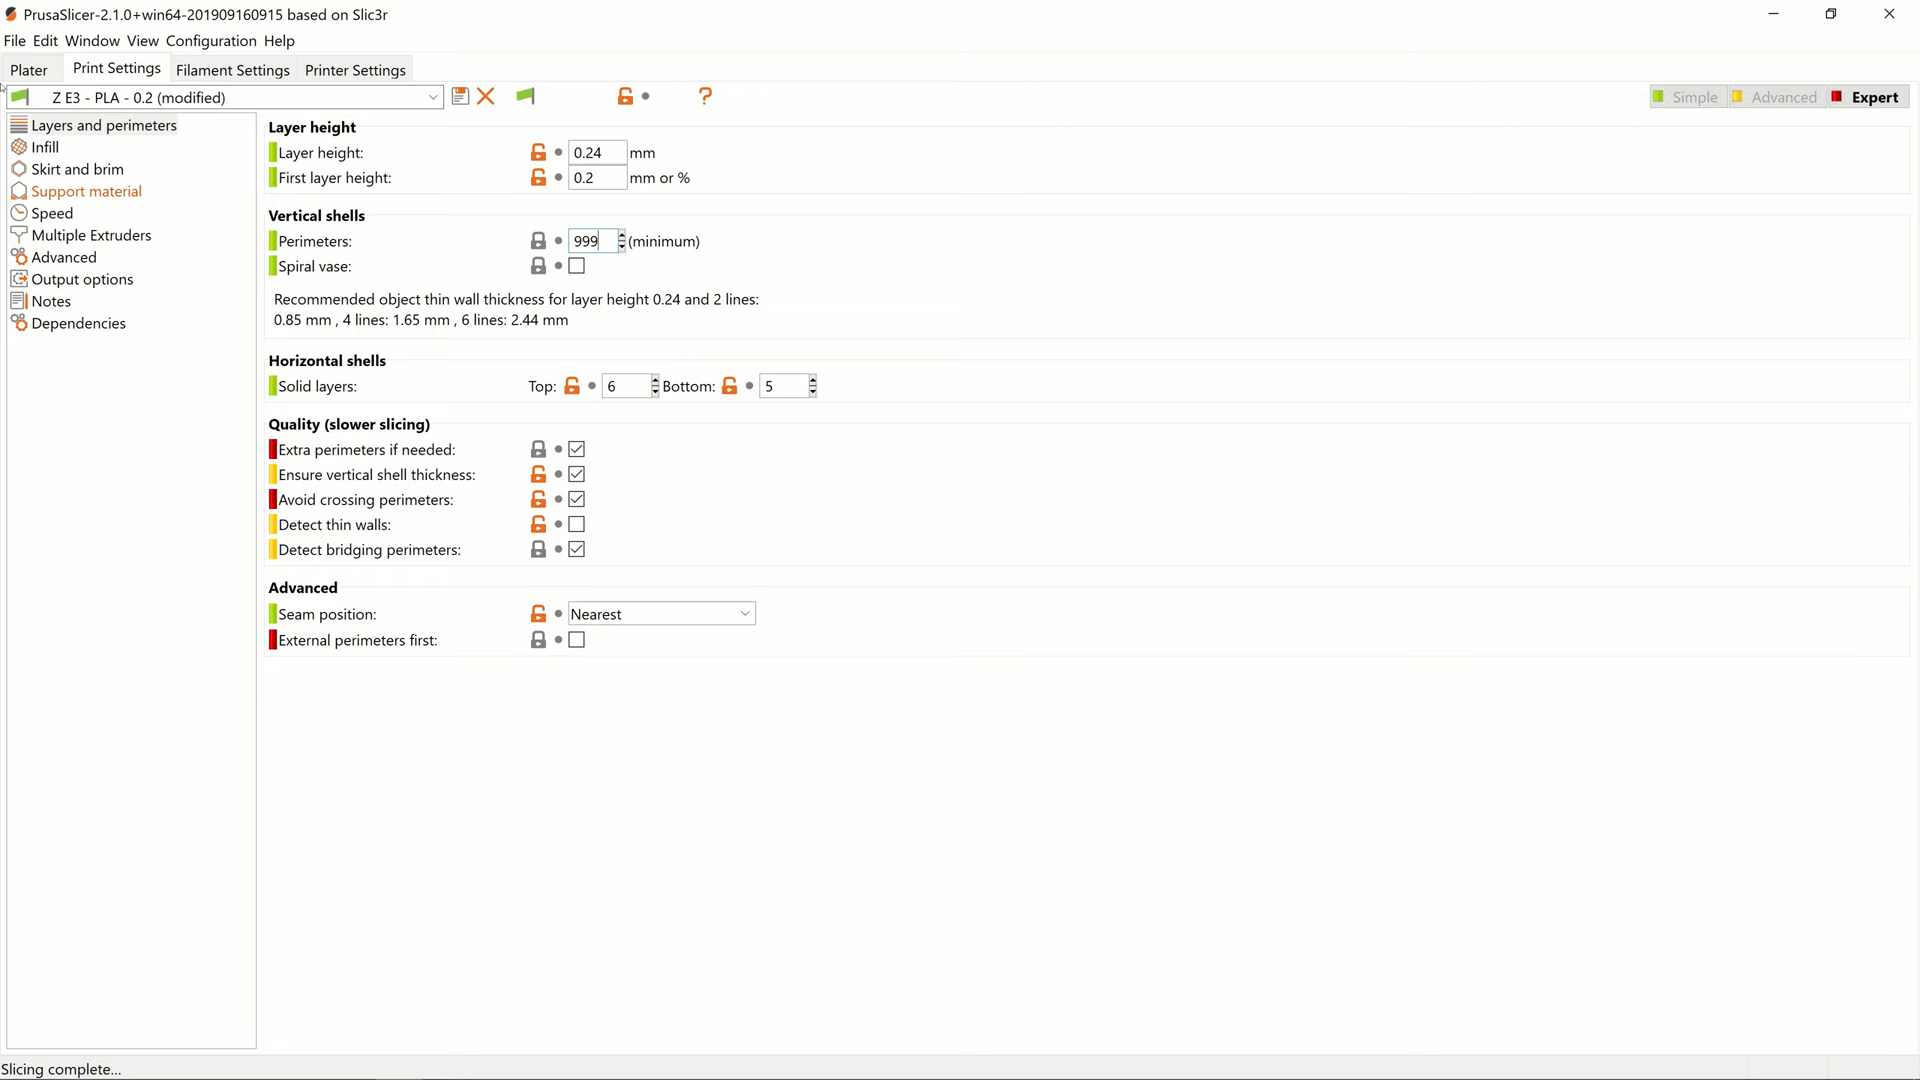 PrusaSlicer-2.1.0+win64-201909160915 based on Slic3r
File Edit Window View Configuration Help
Plater Print Settings Filament Settings Printer Settings
Z E3 - PLA - 0.2 (modified) ? Simple Advanced Expert
Layers and perimeters
Infill
Skirt and brim
Support material
Speed
Multiple Extruders
Advanced
Output options
Notes
Dependencies
Layer height
Layer height: 0.24 mm
First layer height: 0.2 mm or %
Vertical shells
Perimeters: 999 (minimum)
Spiral vase:
Recommended object thin wall thickness for layer height 0.24 and 2 lines:
0.85 mm , 4 lines: 1.65 mm , 6 lines: 2.44 mm
Horizontal shells
Solid layers: Top: 6 Bottom: 5
Quality (slower slicing)
Extra perimeters if needed:
Ensure vertical shell thickness:
Avoid crossing perimeters:
Detect thin walls:
Detect bridging perimeters:
Advanced
Seam position: Nearest
External perimeters first:
Slicing complete...